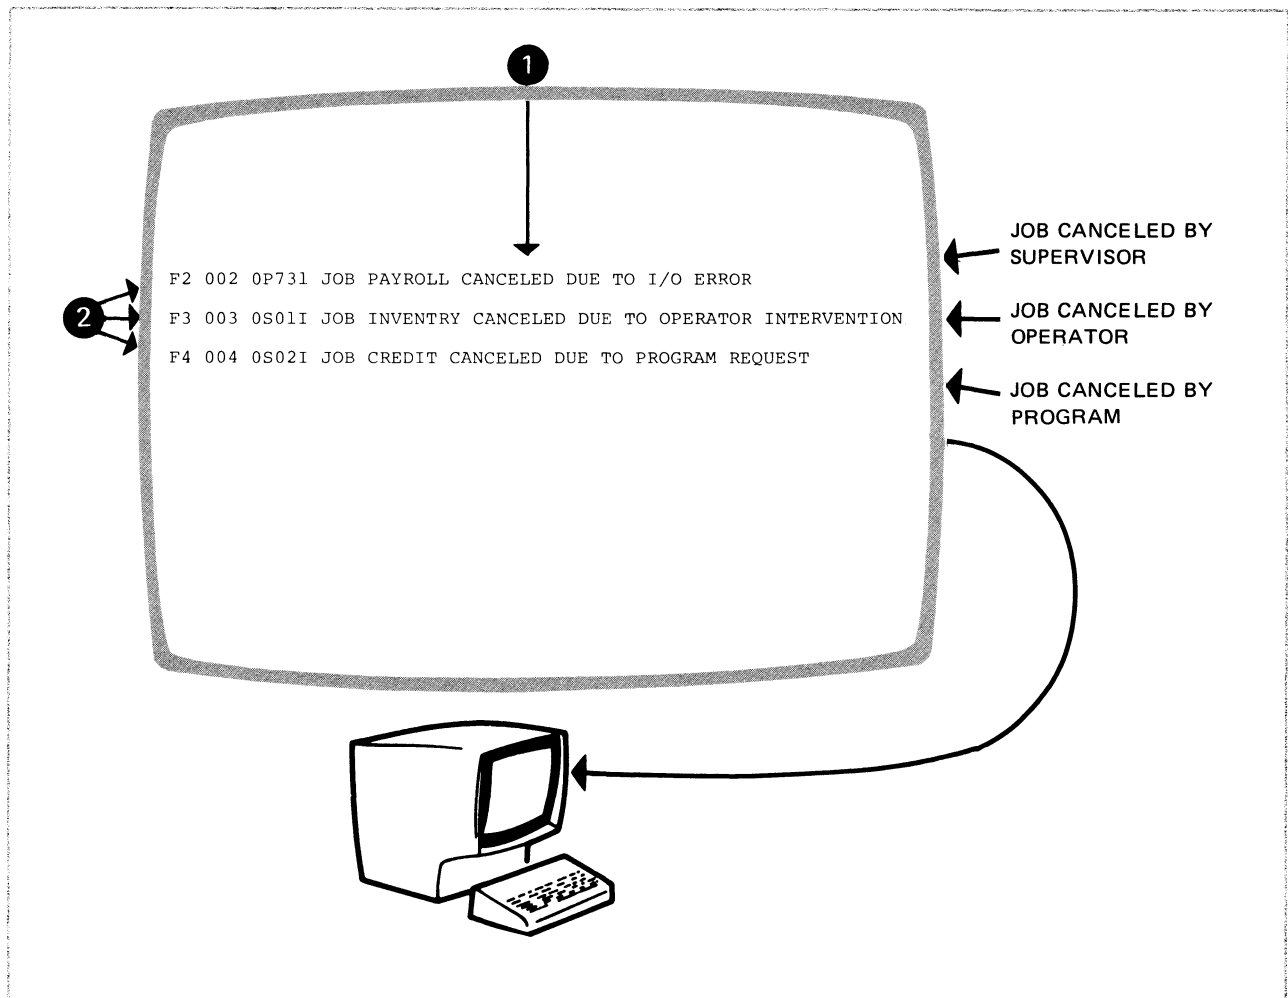 1
JOB CANCELED BY
SUPERVISOR
F2 002 0P731 JOB PAYROLL CANCELED DUE TO I/O ERROR
2
F3 003 0S01I JOB INVENTRY CANCELED DUE TO OPERATOR INTERVENTION
JOB CANCELED BY
OPERATOR
F4 004 0S02I JOB CREDIT CANCELED DUE TO PROGRAM REQUEST
JOB CANCELED BY
PROGRAM